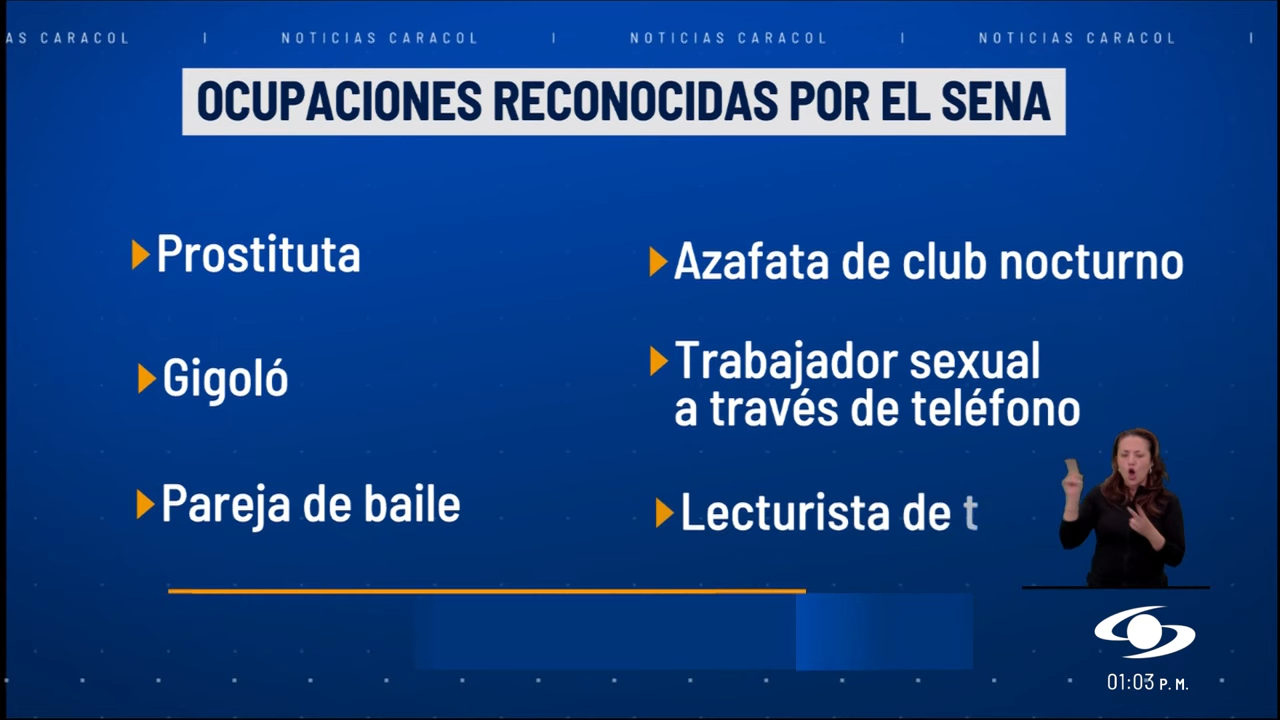 AS CARACOL | NOTICIAS CARACOL | NOTICIAS CARACOL | NOTICIAS CARACOL |
OCUPACIONES RECONOCIDAS POR EL SENA
Prostituta
Gigoló
Pareja de baile
Azafata de club nocturno
Trabajador sexual
a través de teléfono
Lecturista de t
01:03 P. M.